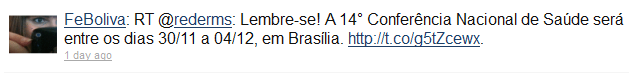 FeBoliva: RT @rederms: Lembre-se! A 14° Conferência Nacional de Saúde será
entre os dias 30/11 a 04/12, em Brasília. http://t.co/g5tZcewx.
1 day ago